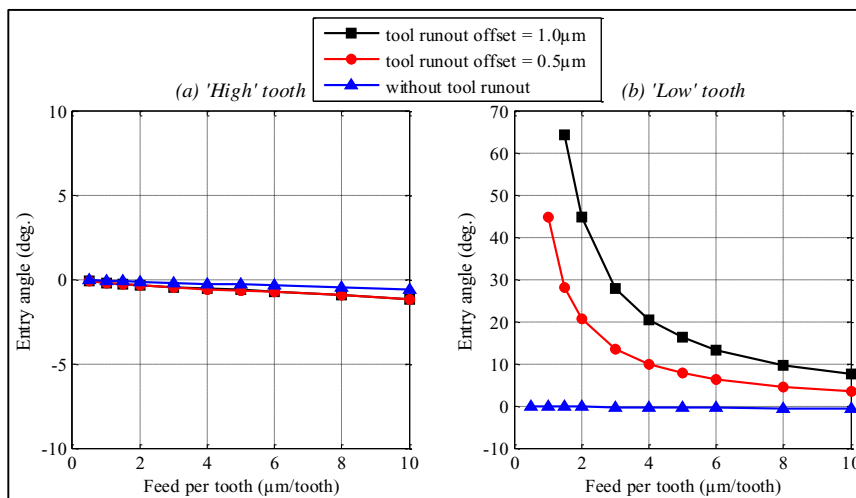 tool runout offset = 1.0µm
tool runout offset = 0.5µm
without tool runout
(a) 'High' tooth
(b) 'Low' tooth
10
5
0
-5
-10
Entry angle (deg.)
0 2 4 6 8 10
Feed per tooth (µm/tooth)
70
60
50
40
30
20
10
0
-10
Entry angle (deg.)
0 2 4 6 8 10
Feed per tooth (µm/tooth)